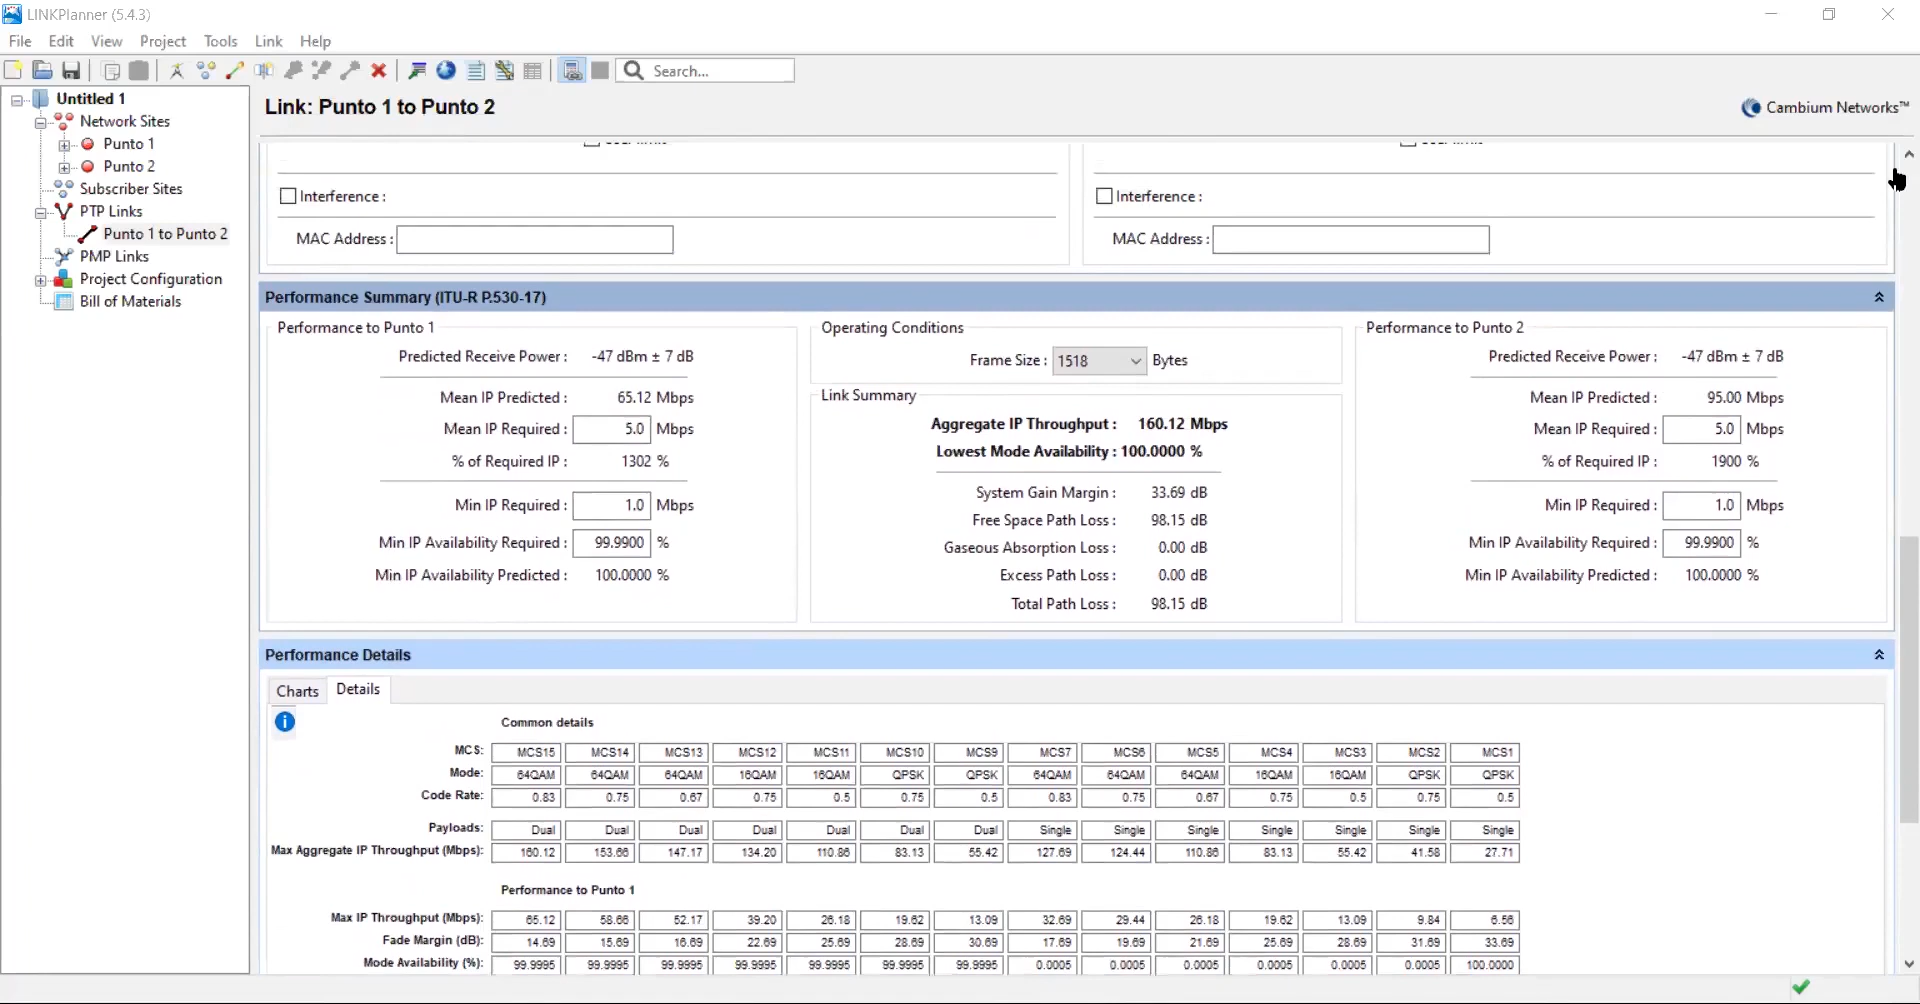 LINKPlanner (5.4.3)
File Edit View Project Tools Link Help
Search...
Untitled 1
Network Sites
Punto 1
Punto 2
Subscriber Sites
PTP Links
Punto 1 to Punto 2
PMP Links
Project Configuration
Bill of Materials
Link: Punto 1 to Punto 2
Cambium Networks™
Interference :
Interference :
MAC Address :
MAC Address :
Performance Summary (ITU-R P.530-17)
Performance to Punto 1
Predicted Receive Power : -47 dBm ± 7 dB
Mean IP Predicted : 65.12 Mbps
Mean IP Required : 5.0 Mbps
% of Required IP : 1302 %
Min IP Required : 1.0 Mbps
Min IP Availability Required : 99.9900 %
Min IP Availability Predicted : 100.0000 %
Operating Conditions
Frame Size : 1518 Bytes
Link Summary
Aggregate IP Throughput : 160.12 Mbps
Lowest Mode Availability : 100.0000 %
System Gain Margin : 33.69 dB
Free Space Path Loss : 98.15 dB
Gaseous Absorption Loss : 0.00 dB
Excess Path Loss : 0.00 dB
Total Path Loss : 98.15 dB
Performance to Punto 2
Predicted Receive Power : -47 dBm ± 7 dB
Mean IP Predicted : 95.00 Mbps
Mean IP Required : 5.0 Mbps
% of Required IP : 1900 %
Min IP Required : 1.0 Mbps
Min IP Availability Required : 99.9900 %
Min IP Availability Predicted : 100.0000 %
Performance Details
Charts Details
Common details
MCS: MCS15 MCS14 MCS13 MCS12 MCS11 MCS10 MCS9 MCS7 MCS6 MCS5 MCS4 MCS3 MCS2 MCS1
Mode: 64QAM 64QAM 64QAM 16QAM 16QAM QPSK QPSK 64QAM 64QAM 64QAM 16QAM 16QAM QPSK QPSK
Code Rate: 0.83 0.75 0.67 0.75 0.5 0.75 0.5 0.83 0.75 0.67 0.75 0.5 0.75 0.5
Payloads: Dual Dual Dual Dual Dual Dual Dual Single Single Single Single Single Single Single
Max Aggregate IP Throughput (Mbps): 160.12 153.66 147.17 134.20 110.86 83.13 55.42 127.69 124.44 110.86 83.13 55.42 41.58 27.71
Performance to Punto 1
Max IP Throughput (Mbps): 65.12 58.66 52.17 39.20 26.18 19.62 13.09 32.69 29.44 26.18 19.62 13.09 9.84 6.56
Fade Margin (dB): 14.69 15.69 16.69 22.69 25.69 28.69 30.69 17.69 19.69 21.69 25.69 28.69 31.69 33.69
Mode Availability (%): 99.9995 99.9995 99.9995 99.9995 99.9995 99.9995 99.9995 0.0005 0.0005 0.0005 0.0005 0.0005 0.0005 100.0000